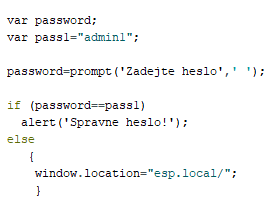 var password;
var pass1="admin1";
password=prompt('Zadejte heslo',' ');
if (password==pass1)
alert('Spravne heslo!');
else
{
window.location="esp.local/";
}